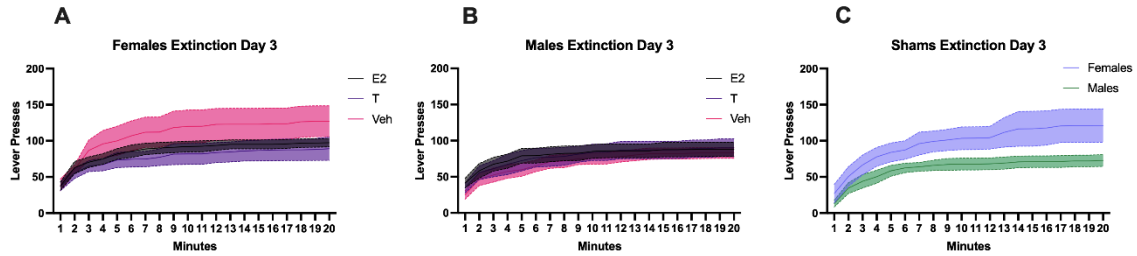 A
Females Extinction Day 3
Lever Presses
200
150
100
50
0
E2
T
Veh
1 2 3 4 5 6 7 8 9 10 11 12 13 14 15 16 17 18 19 20
Minutes
B
Males Extinction Day 3
Lever Presses
200
150
100
50
0
E2
T
Veh
1 2 3 4 5 6 7 8 9 10 11 12 13 14 15 16 17 18 19 20
Minutes
C
Shams Extinction Day 3
Lever Presses
200
150
100
50
0
Females
Males
1 2 3 4 5 6 7 8 9 10 11 12 13 14 15 16 17 18 19 20
Minutes